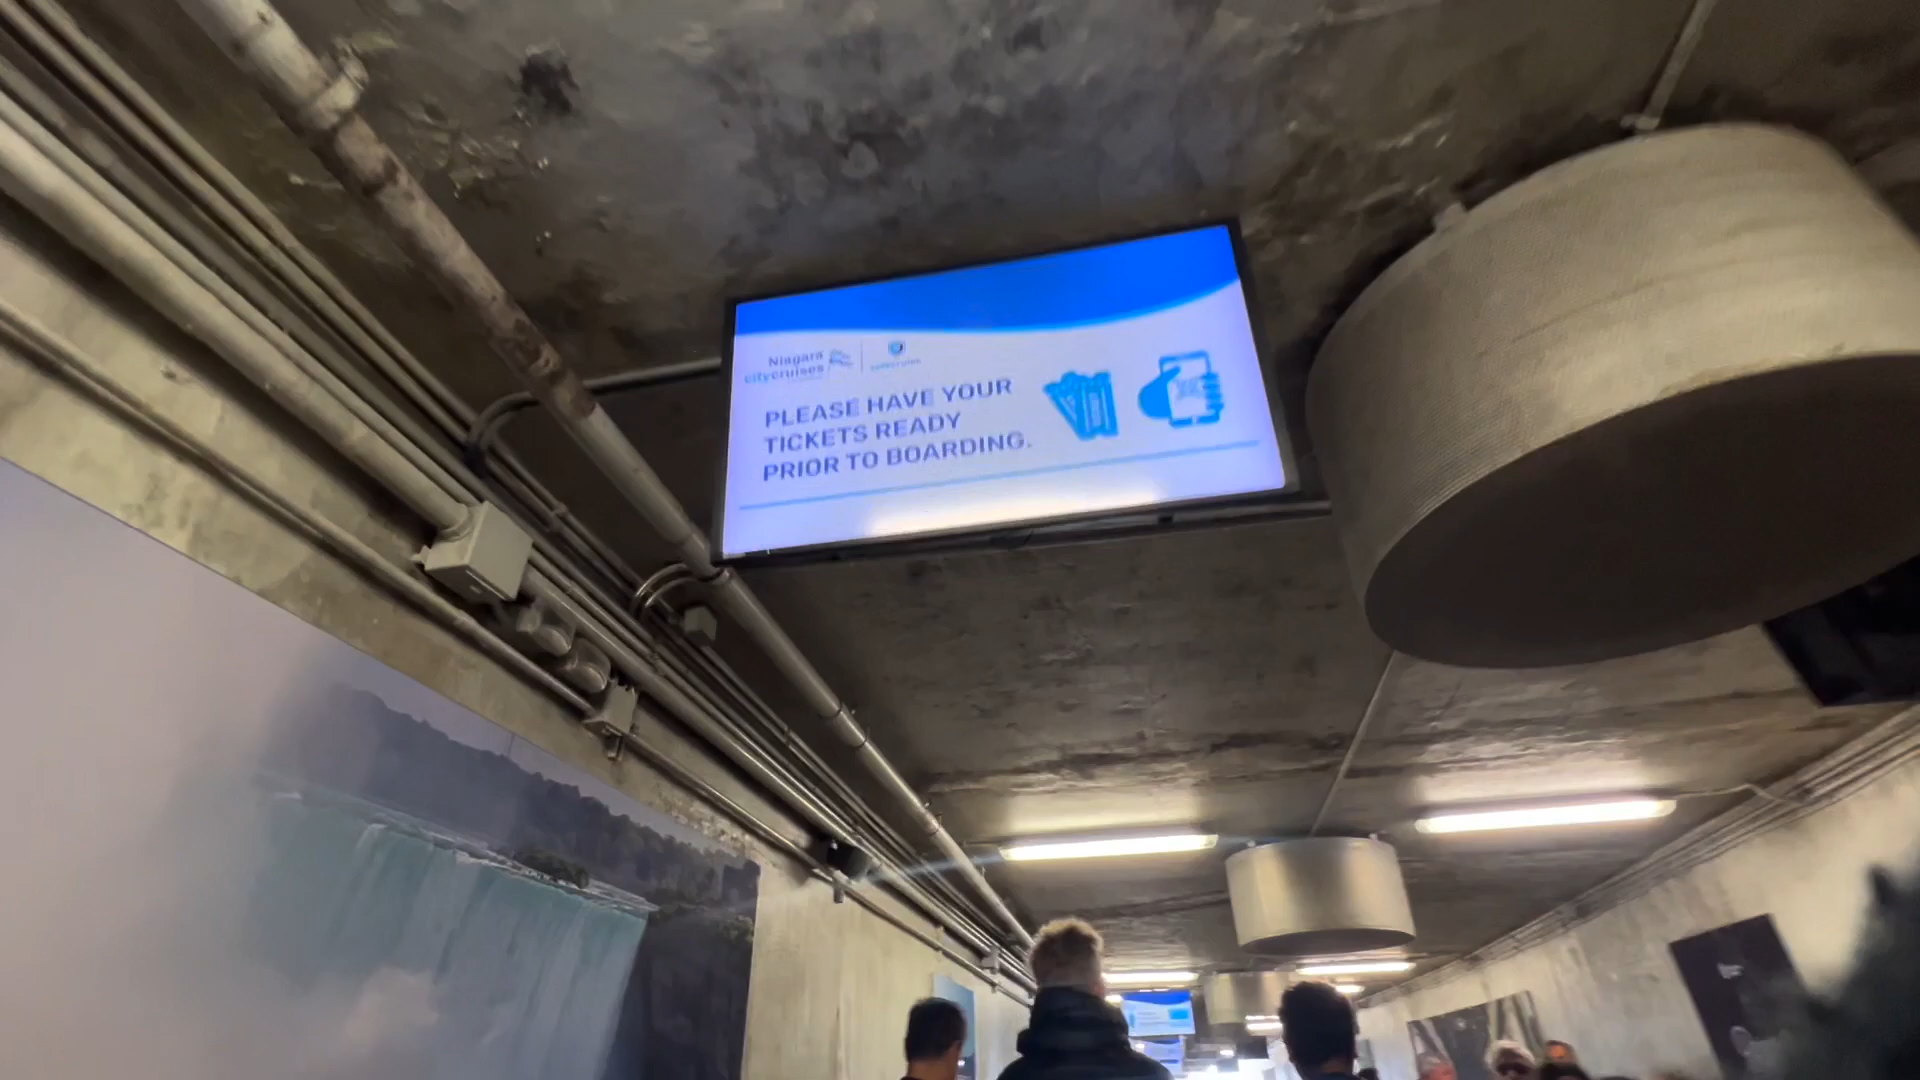 Niagara
citycruises
PLEASE HAVE YOUR
TICKETS READY
PRIOR TO BOARDING.